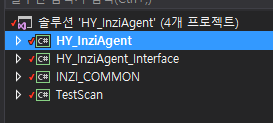 솔루션 'HY_InziAgent' (4개 프로젝트)
C# HY_InziAgent
C# HY_InziAgent_Interface
C# INZI_COMMON
C# TestScan